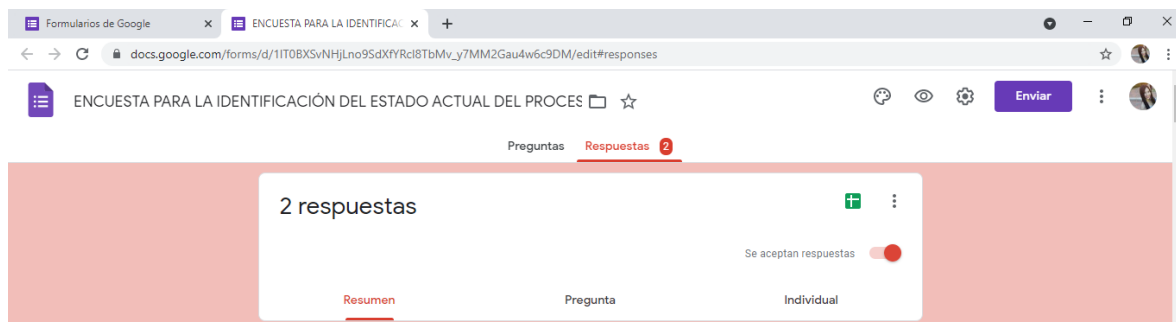 Formularios de Google
ENCUESTA PARA LA IDENTIFICAC
docs.google.com/forms/d/1IT0BXSvNHjLno9SdXfYRcI8TbMv_y7MM2Gau4w6c9DM/edit#responses
ENCUESTA PARA LA IDENTIFICACIÓN DEL ESTADO ACTUAL DEL PROCES
Enviar
Preguntas Respuestas 2
2 respuestas
Se aceptan respuestas
Resumen Pregunta Individual